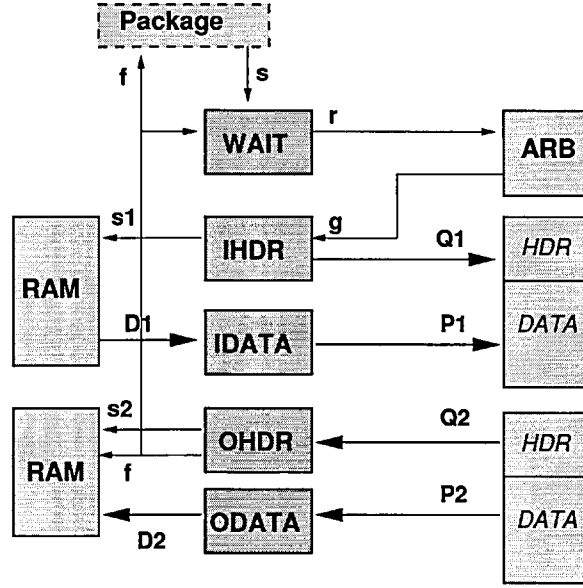 Package
f
s
WAIT
r
ARB
s1
g
IHDR
Q1
HDR
RAM
D1
IDATA
P1
DATA
s2
OHDR
Q2
HDR
RAM
f
ODATA
P2
DATA
D2